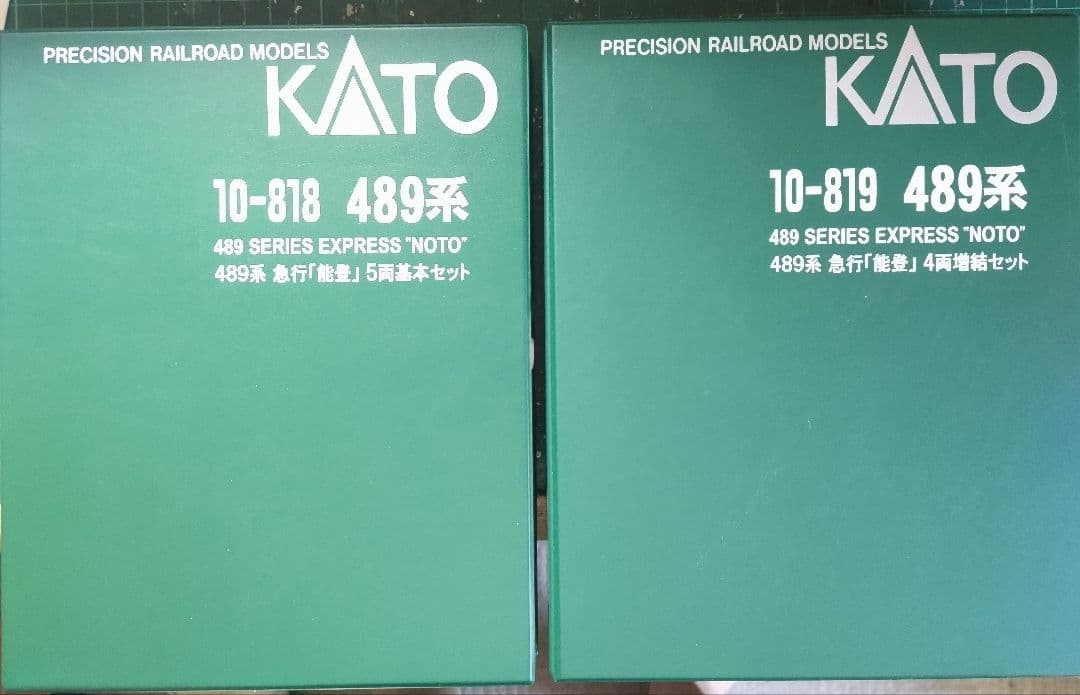 PRECISION RAILROAD MODELS
KATO
10-818 489系
489 SERIES EXPRESS "NOTO"
489系 急行「能登」 5両基本セット
PRECISION RAILROAD MODELS
KATO
10-819 489系
489 SERIES EXPRESS "NOTO"
489系 急行「能登」 4両増結セット